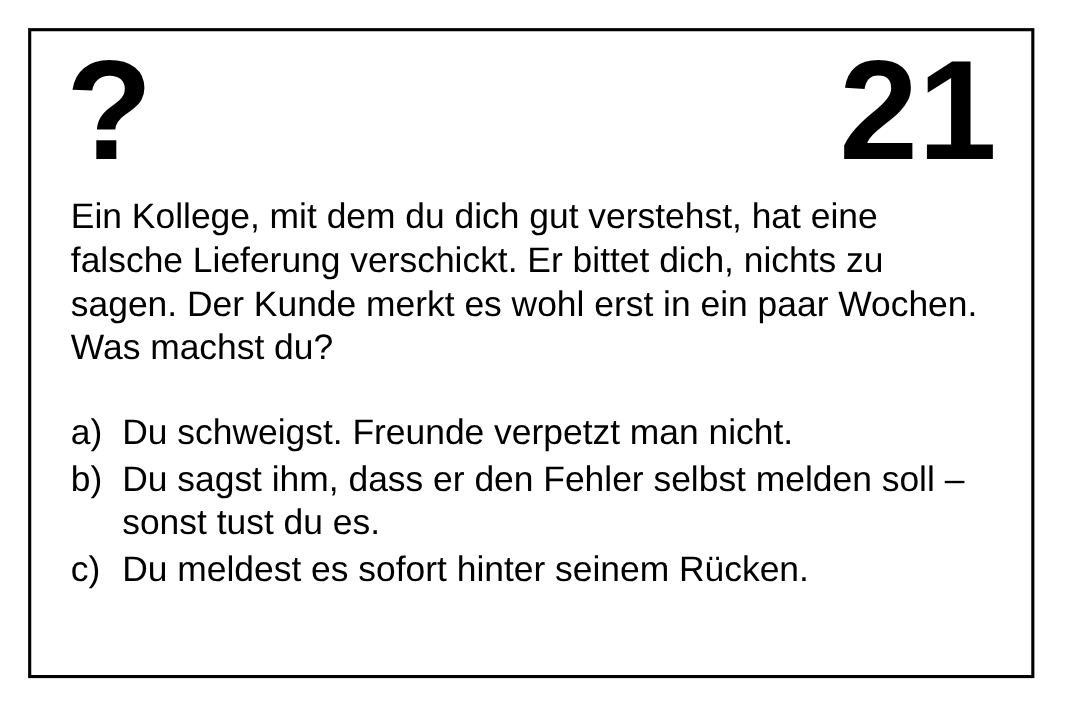 ? 21
Ein Kollege, mit dem du dich gut verstehst, hat eine
falsche Lieferung verschickt. Er bittet dich, nichts zu
sagen. Der Kunde merkt es wohl erst in ein paar Wochen.
Was machst du?
a) Du schweigst. Freunde verpetzt man nicht.
b) Du sagst ihm, dass er den Fehler selbst melden soll –
sonst tust du es.
c) Du meldest es sofort hinter seinem Rücken.